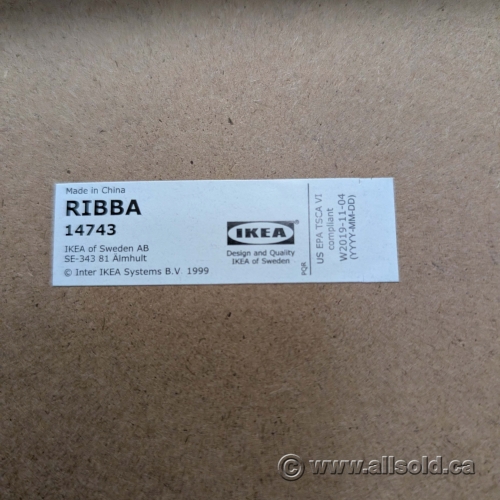 Made in China
RIBBA
14743
IKEA of Sweden AB
SE-343 81 Älmhult
© Inter IKEA Systems B.V 1999
IKEA
Design and Quality
IKEA of Sweden
PQR
US EPA TSCA VI
compliant
W2019-11-04
(YYYY-MM-DD)
www.allsold.ca